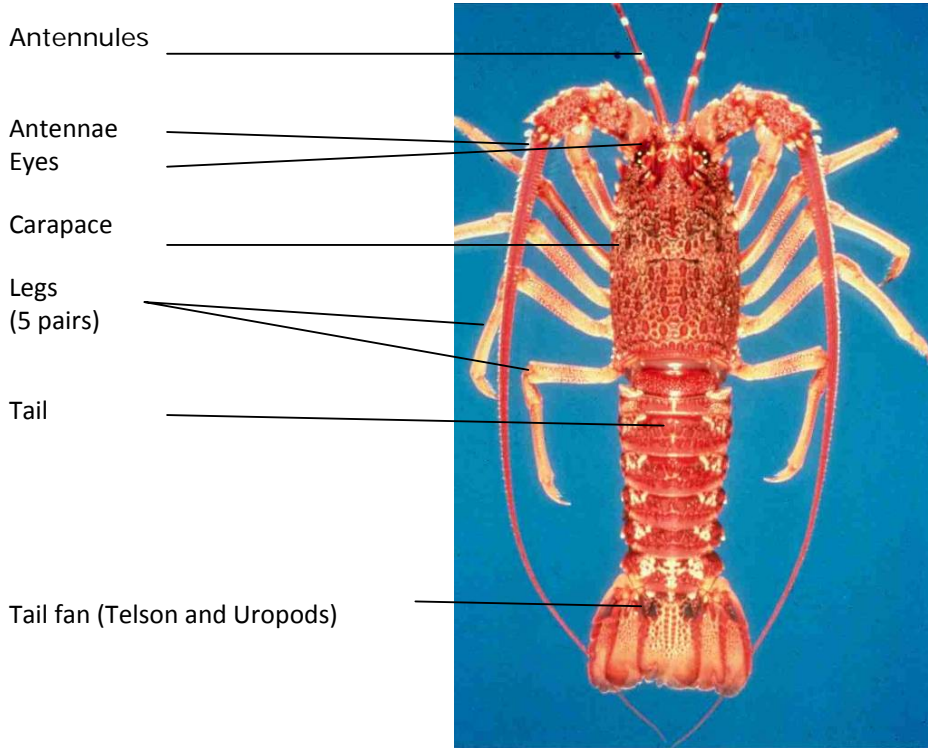 Antennules
Antennae
Eyes
Carapace
Legs
(5 pairs)
Tail
Tail fan (Telson and Uropods)